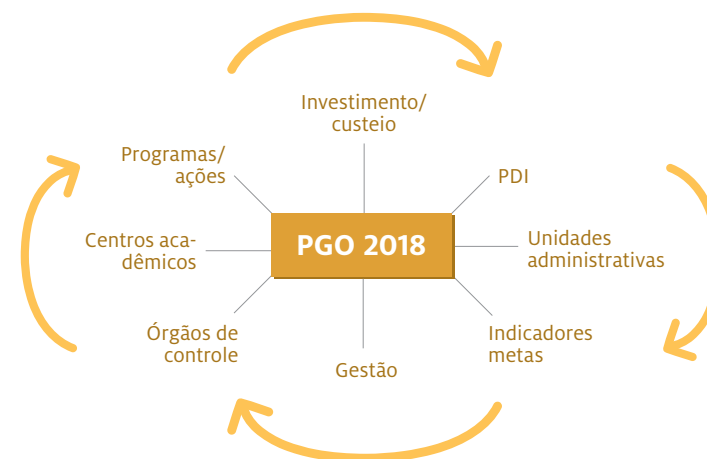 Investimento/
custeio
Programas/
ações
PDI
Centros aca-
dêmicos
PGO 2018
Unidades
administrativas
Órgãos de
controle
Indicadores
metas
Gestão